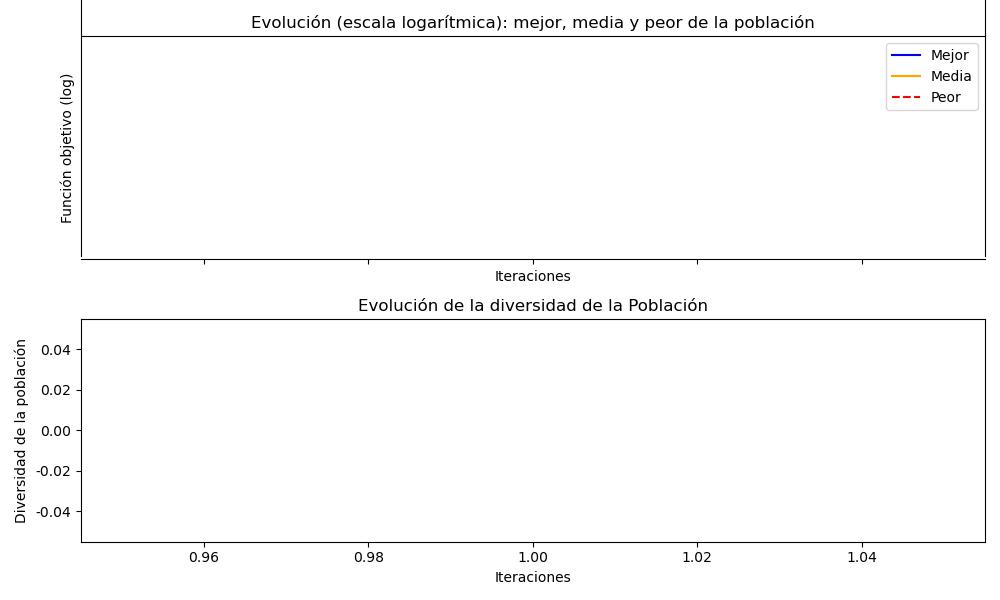 Evolución (escala logarítmica): mejor, media y peor de la población
Mejor
Media
Peor
Función objetivo (log)
Iteraciones
Evolución de la diversidad de la Población
Diversidad de la población
0.04
0.02
0.00
-0.02
-0.04
0.96 0.98 1.00 1.02 1.04
Iteraciones